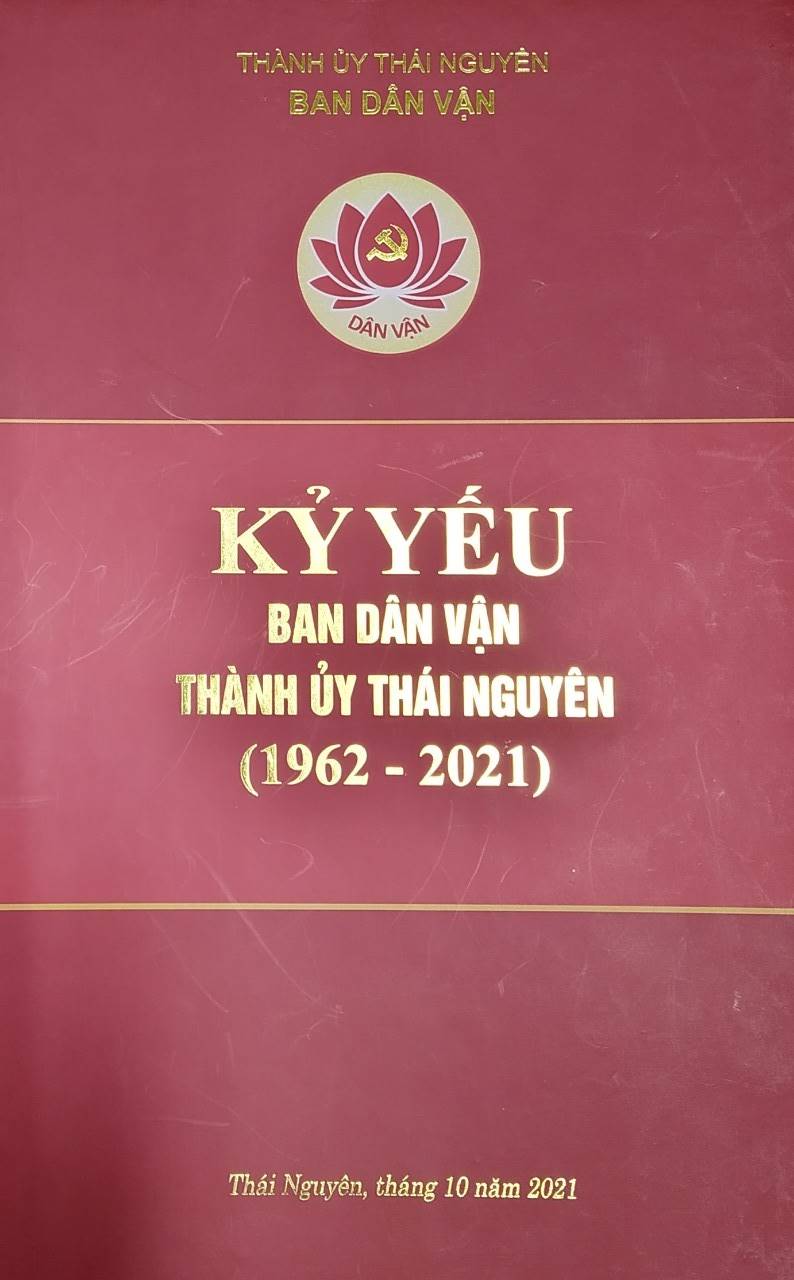 THÀNH ỦY THÁI NGUYÊN
BAN DÂN VẬN
DÂN VẬN
KỶ YẾU
BAN DÂN VẬN
THÀNH ỦY THÁI NGUYÊN
(1962 - 2021)
Thái Nguyên, tháng 10 năm 2021